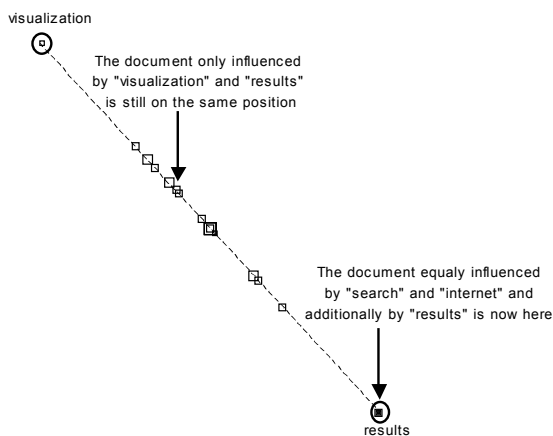 visualization
The document only influenced
by "visualization" and "results"
is still on the same position
The document equaly influenced
by "search" and "internet" and
additionally by "results" is now here
results